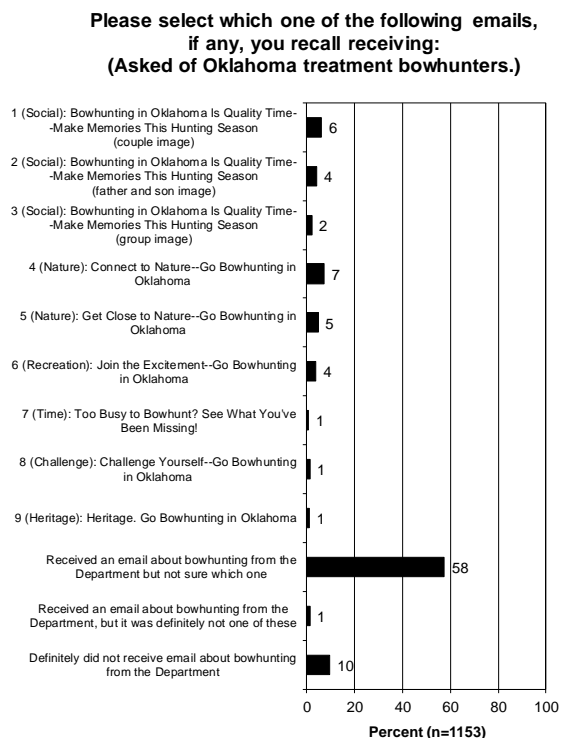 Please select which one of the following emails,
if any, you recall receiving:
(Asked of Oklahoma treatment bowhunters.)
1 (Social): Bowhunting in Oklahoma Is Quality Time-
-Make Memories This Hunting Season
(couple image)
6
2 (Social): Bowhunting in Oklahoma Is Quality Time-
-Make Memories This Hunting Season
(father and son image)
4
3 (Social): Bowhunting in Oklahoma Is Quality Time-
-Make Memories This Hunting Season
(group image)
2
4 (Nature): Connect to Nature--Go Bowhunting in
Oklahoma
7
5 (Nature): Get Close to Nature--Go Bowhunting in
Oklahoma
5
6 (Recreation): Join the Excitement--Go Bowhunting
in Oklahoma
4
7 (Time): Too Busy to Bowhunt? See What You've
Been Missing!
1
8 (Challenge): Challenge Yourself--Go Bowhunting
in Oklahoma
1
9 (Heritage): Heritage. Go Bowhunting in Oklahoma
1
Received an email about bowhunting from the
Department but not sure which one
58
Received an email about bowhunting from the
Department, but it was definitely not one of these
1
Definitely did not receive email about bowhunting
from the Department
10
0 20 40 60 80 100
Percent (n=1153)